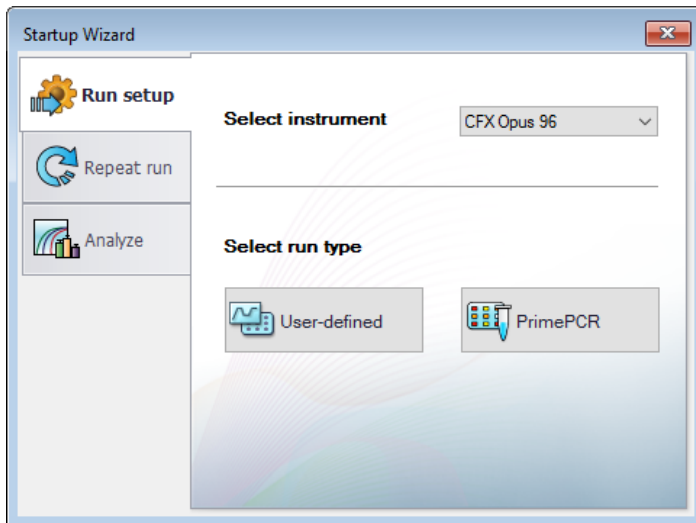 Startup Wizard
Run setup
Repeat run
Analyze
Select instrument
CFX Opus 96
Select run type
User-defined
PrimePCR